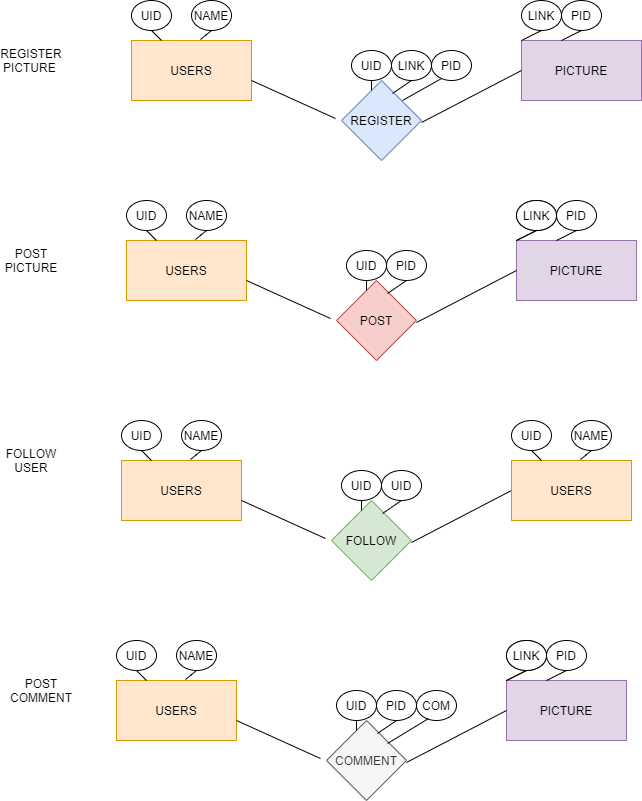 UID
NAME
LINK
PID
REGISTER
PICTURE
USERS
UID
LINK
PID
PICTURE
REGISTER
UID
NAME
LINK
PID
POST
PICTURE
USERS
UID
PID
PICTURE
POST
UID
NAME
UID
NAME
FOLLOW
USER
USERS
UID
UID
USERS
FOLLOW
UID
NAME
LINK
PID
POST
COMMENT
USERS
UID
PID
COM
PICTURE
COMMENT